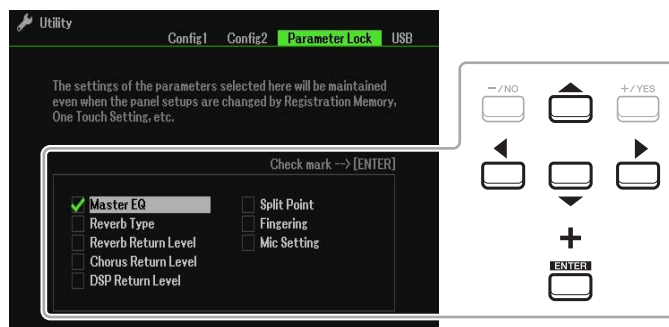 Utility
Config1 Config2 Parameter Lock USB
The settings of the parameters selected here will be maintained
even when the panel setups are changed by Registration Memory,
One Touch Setting, etc.
Check mark --> [ENTER]
Master EQ
Reverb Type
Reverb Return Level
Chorus Return Level
DSP Return Level
Split Point
Fingering
Mic Setting
－/NO
+/YES
+
ENTER